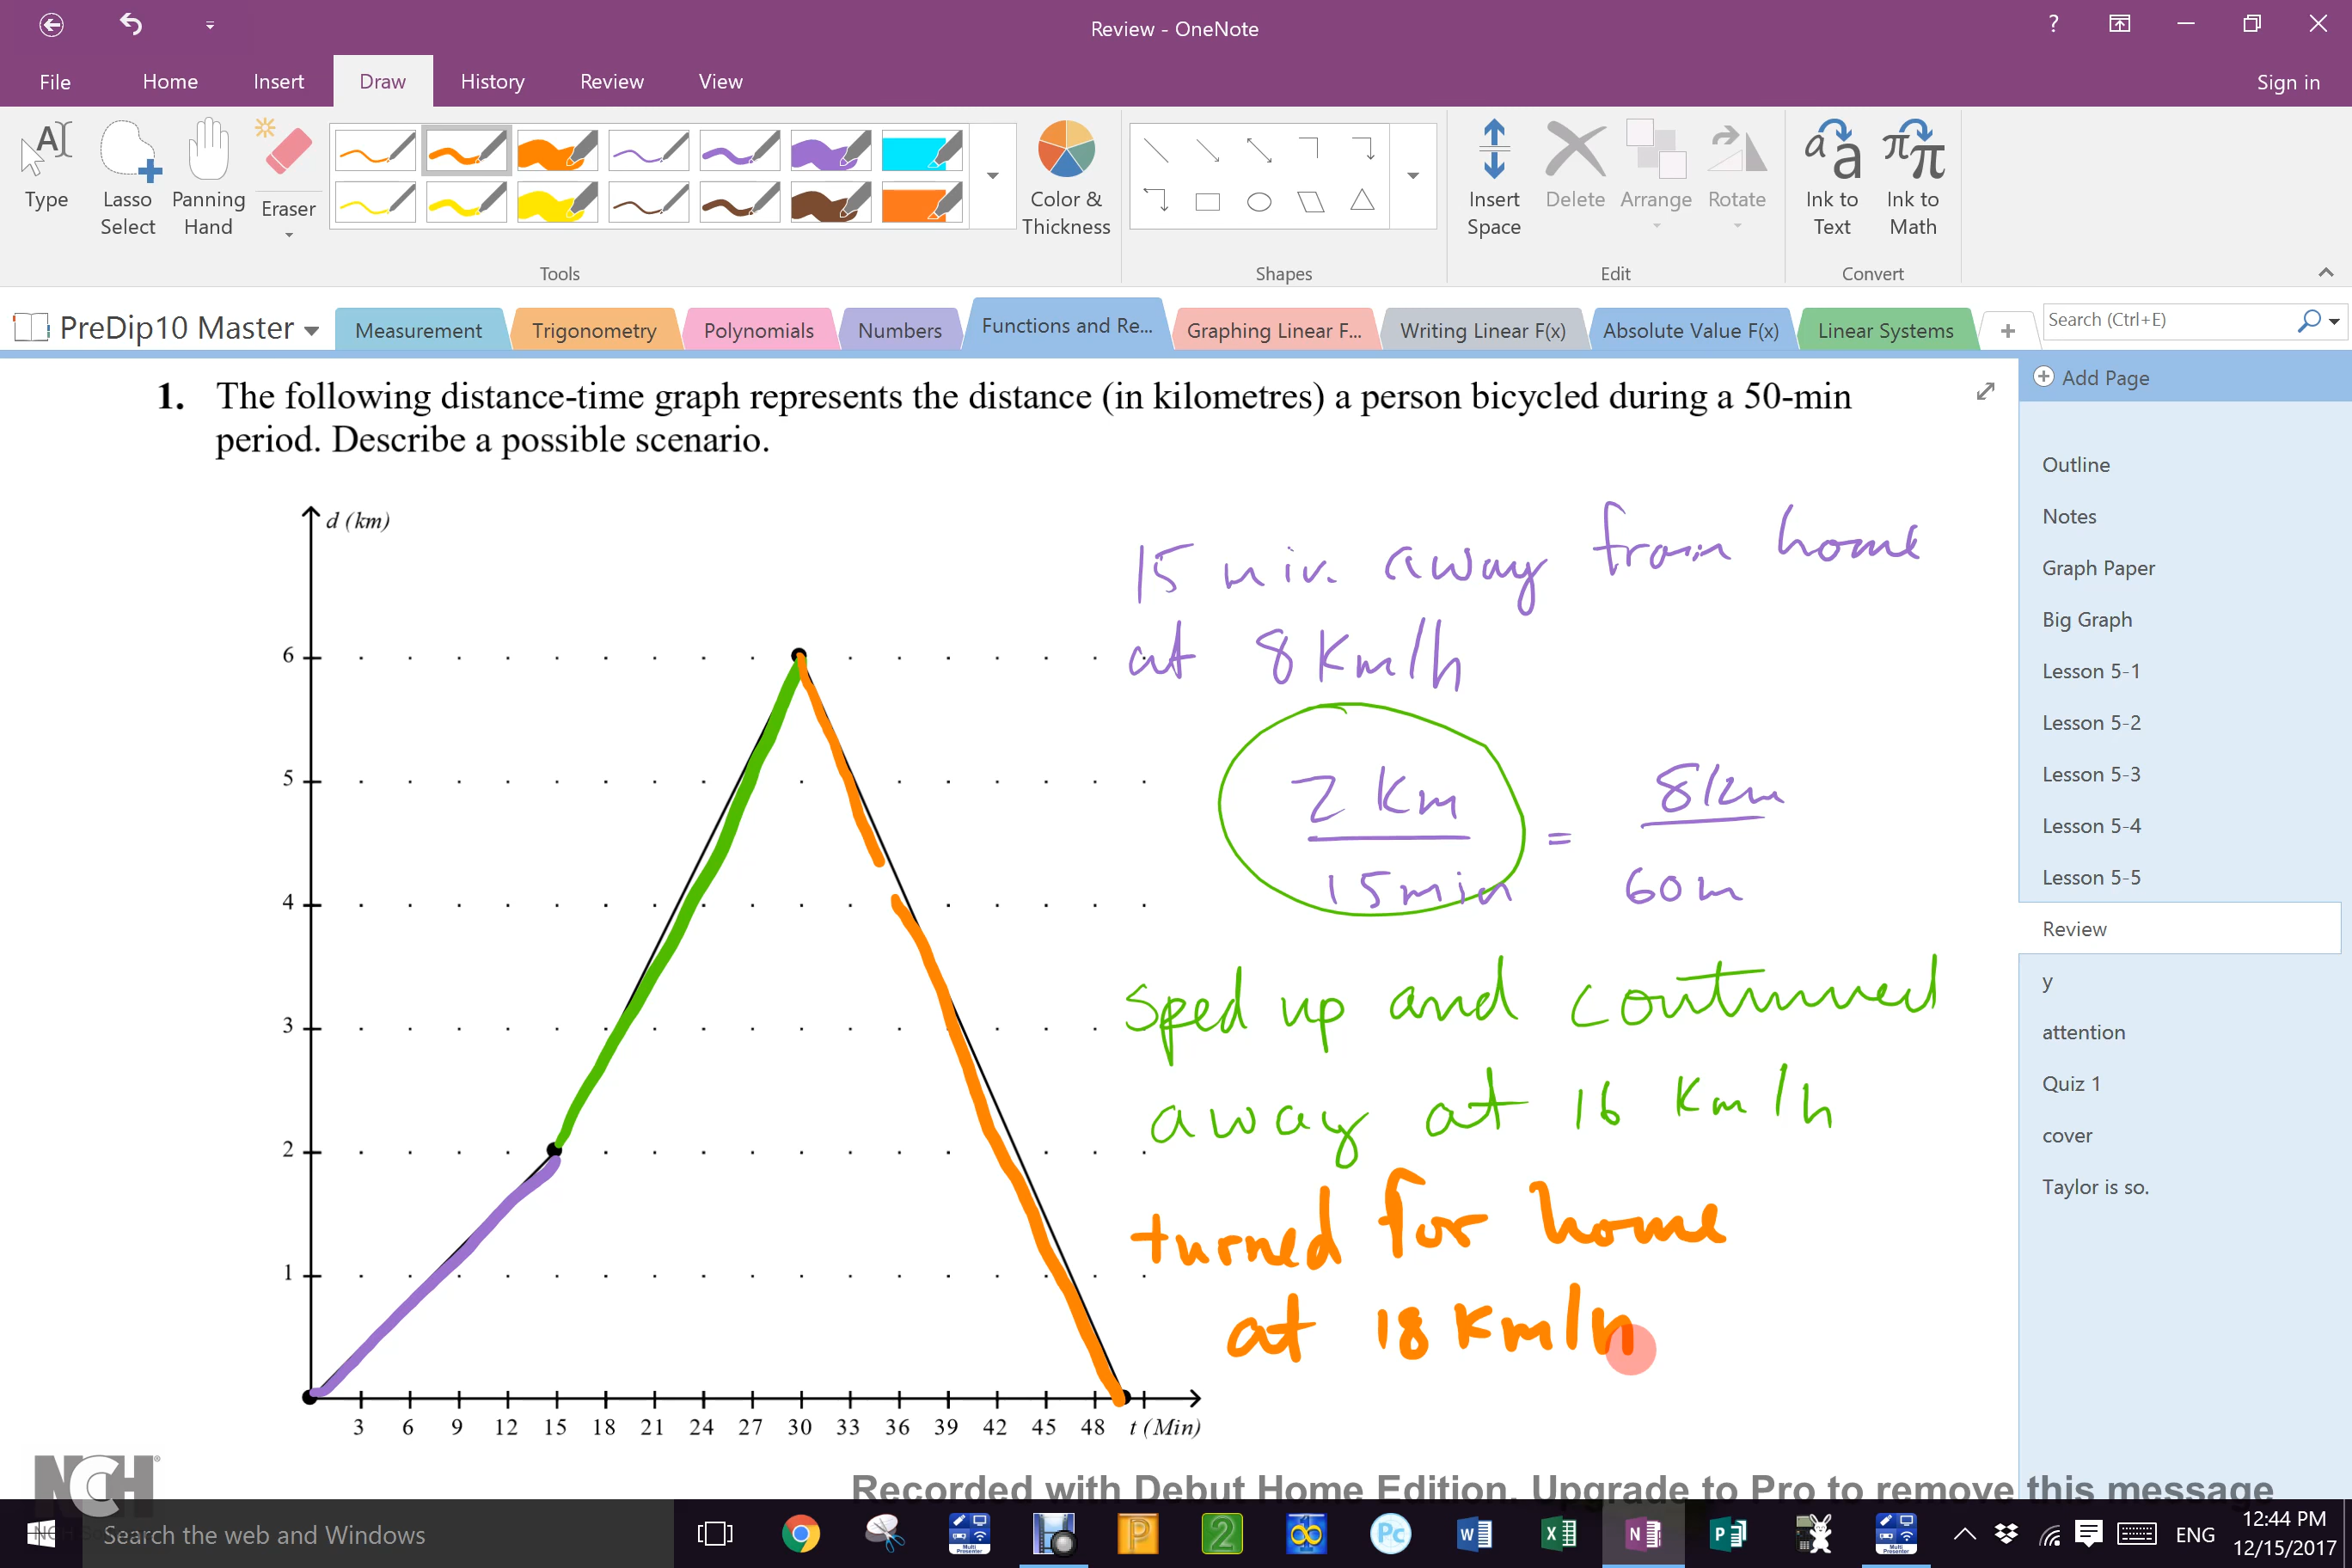 Review - OneNote
?
File Home Insert Draw History Review View Sign in
Type
Lasso Select
Panning Hand
Eraser
Color & Thickness
Insert Space
Delete
Arrange
Rotate
Ink to Text
Ink to Math
Tools
Shapes
Edit
Convert
PreDip10 Master
Measurement
Trigonometry
Polynomials
Numbers
Functions and Re...
Graphing Linear F...
Writing Linear F(x)
Absolute Value F(x)
Linear Systems
Search (Ctrl+E)
Add Page
Outline
Notes
Graph Paper
Big Graph
Lesson 5-1
Lesson 5-2
Lesson 5-3
Lesson 5-4
Lesson 5-5
Review
y
attention
Quiz 1
cover
Taylor is so.
1. The following distance-time graph represents the distance (in kilometres) a person bicycled during a 50-min
period. Describe a possible scenario.
d (km)
6
5
4
3
2
1
3 6 9 12 15 18 21 24 27 30 33 36 39 42 45 48 t (Min)
15 min. away from home
at 8 Km/h
2 Km = 8 km
15 min 60 m
sped up and continued
away at 16 Km/h
turned for home
at 18 Km/h
NCH
Recorded with Debut Home Edition. Upgrade to Pro to remove this message
Search the web and Windows
ENG
12:44 PM
12/15/2017